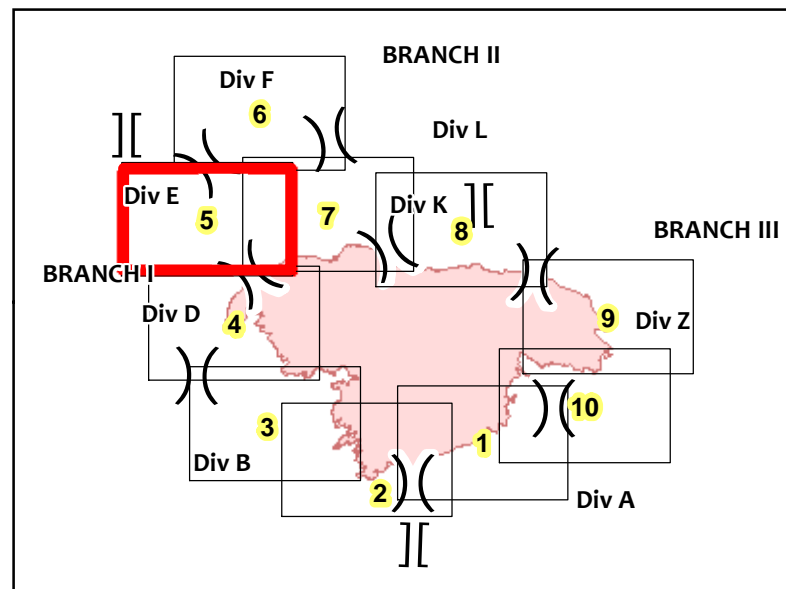 BRANCH II
Div F
6
][
Div L
Div E
5
7
Div K
8
][
BRANCH III
BRANCH I
Div D
4
9
Div Z
3
10
1
Div B
2
Div A
][